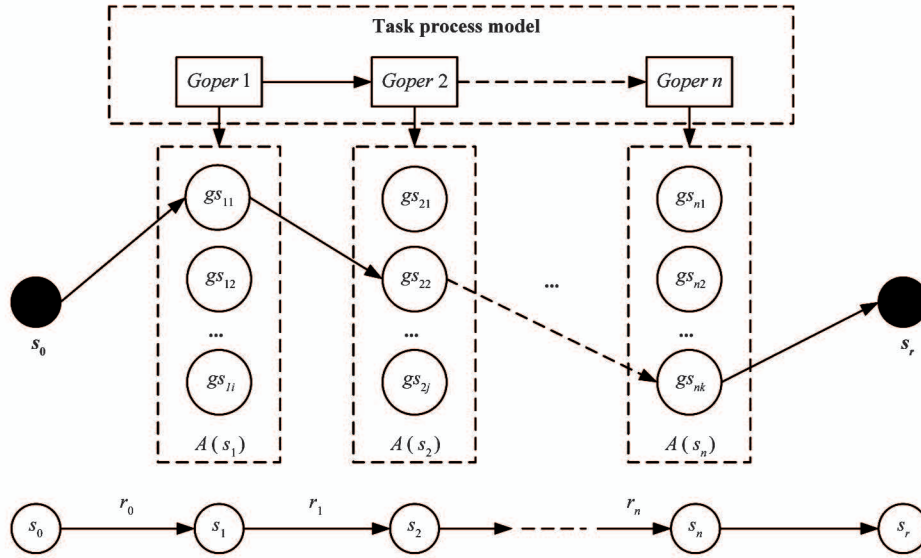 Task process model
Goper 1
Goper 2
Goper n
gs11
gs21
gsn1
gs12
gs22
...
gsn2
s0
...
...
...
sr
gs1i
gs2j
gsnk
A(s1)
A(s2)
A(sn)
r0
r1
rn
s0
s1
s2
sn
sr